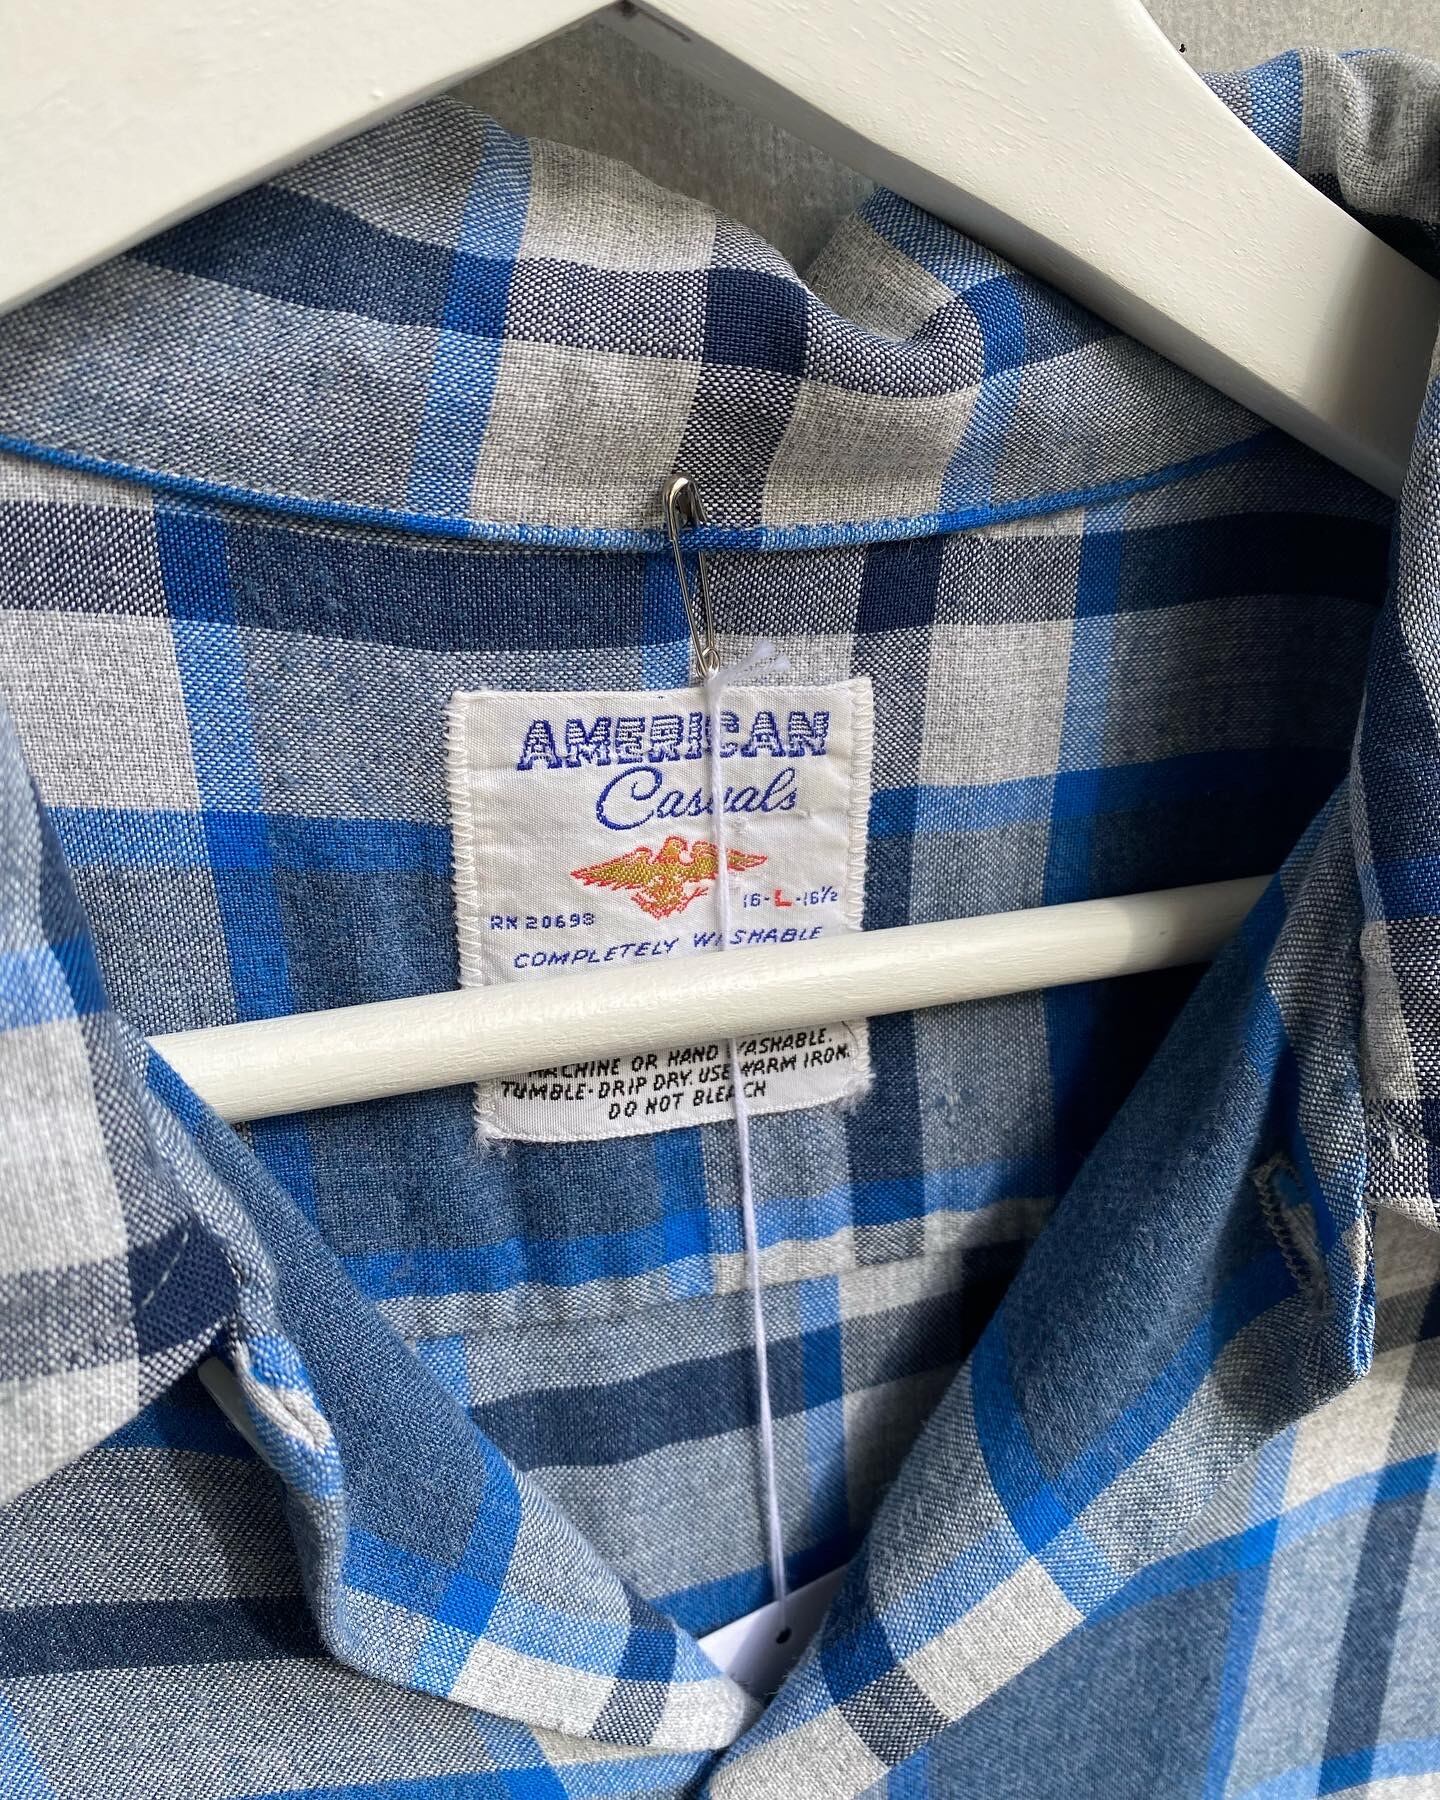 AMERICAN
Casuals
16-L-16½
RN 20698
COMPLETELY WASHABLE
MACHINE OR HAND WASHABLE.
TUMBLE-DRIP DRY. USE WARM IRON.
DO NOT BLEACH